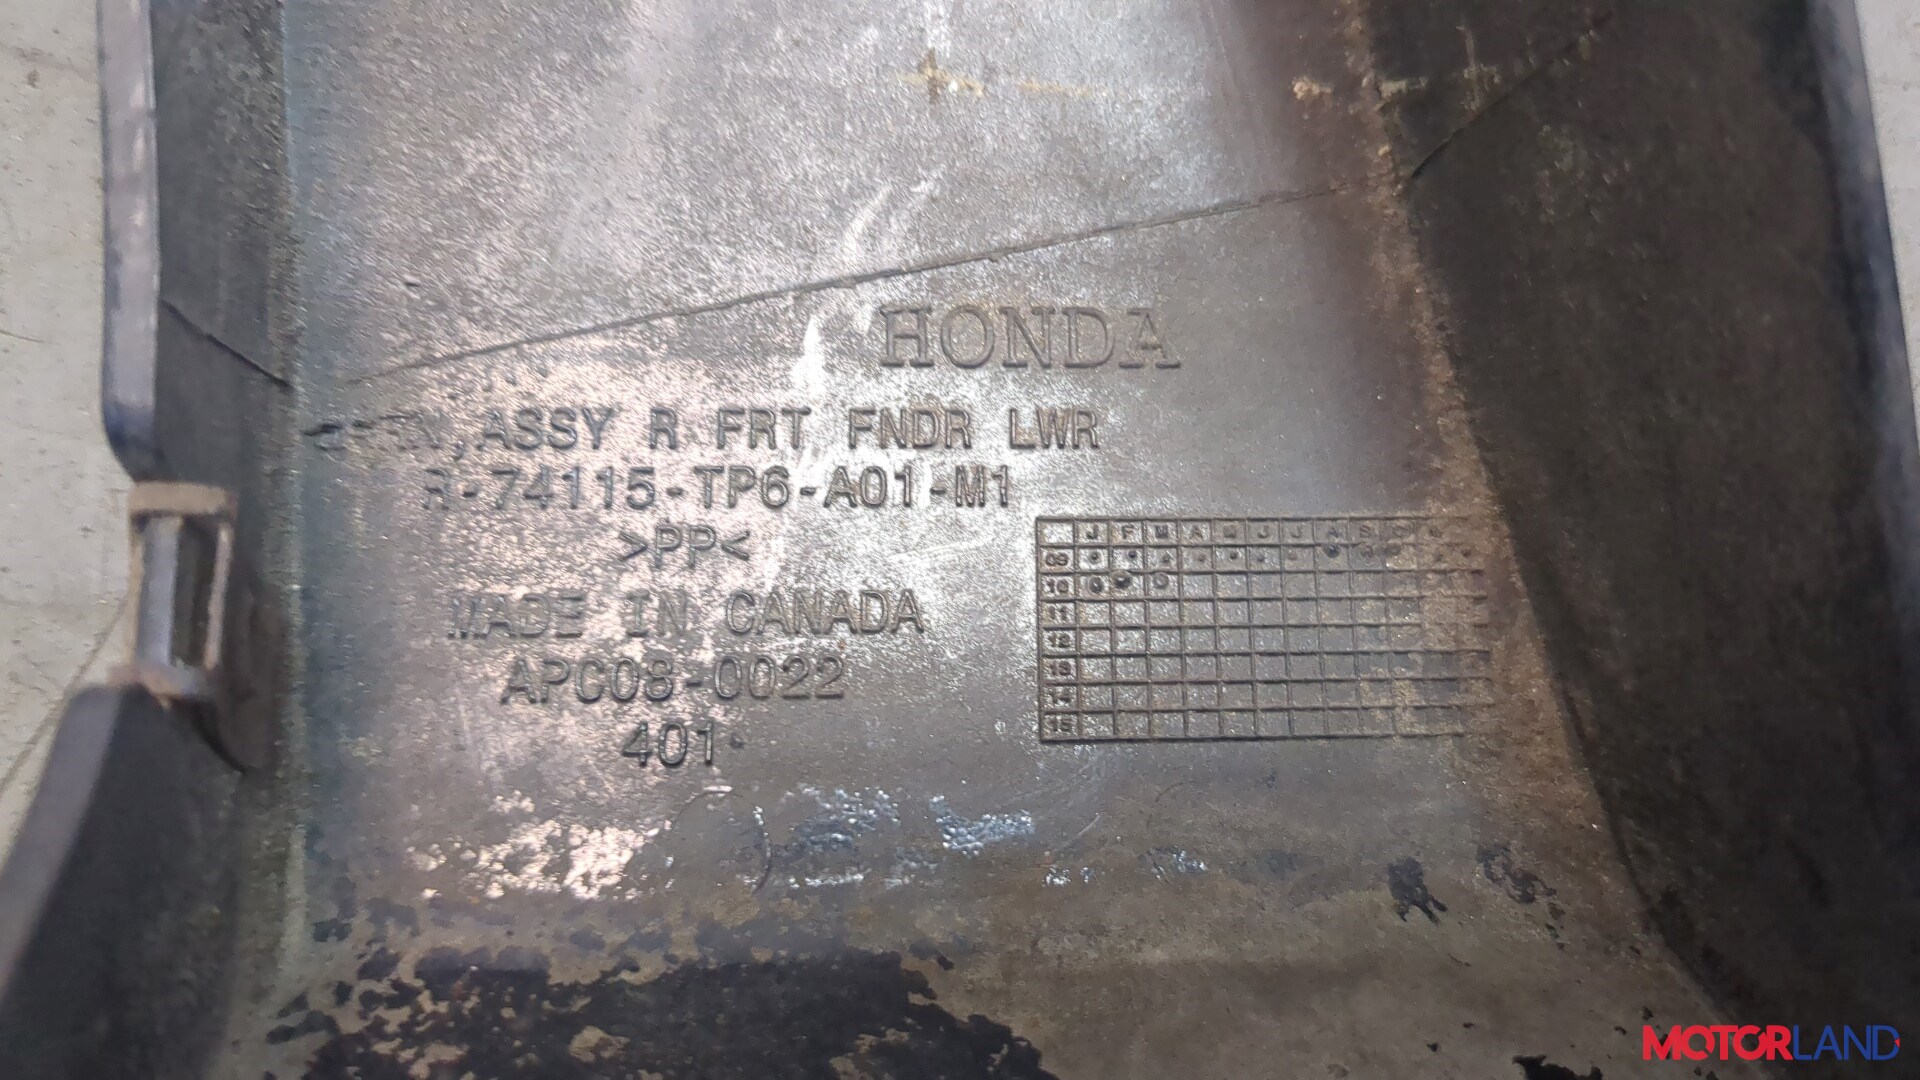 HONDA
ASSY R FRT FNDR LWR
R-74115-TP6-A01-M1
>PP<
MADE IN CANADA
APC08-0022
401
J F M A M J J A S O
09
10
11
12
13
14
15
MOTORLAND